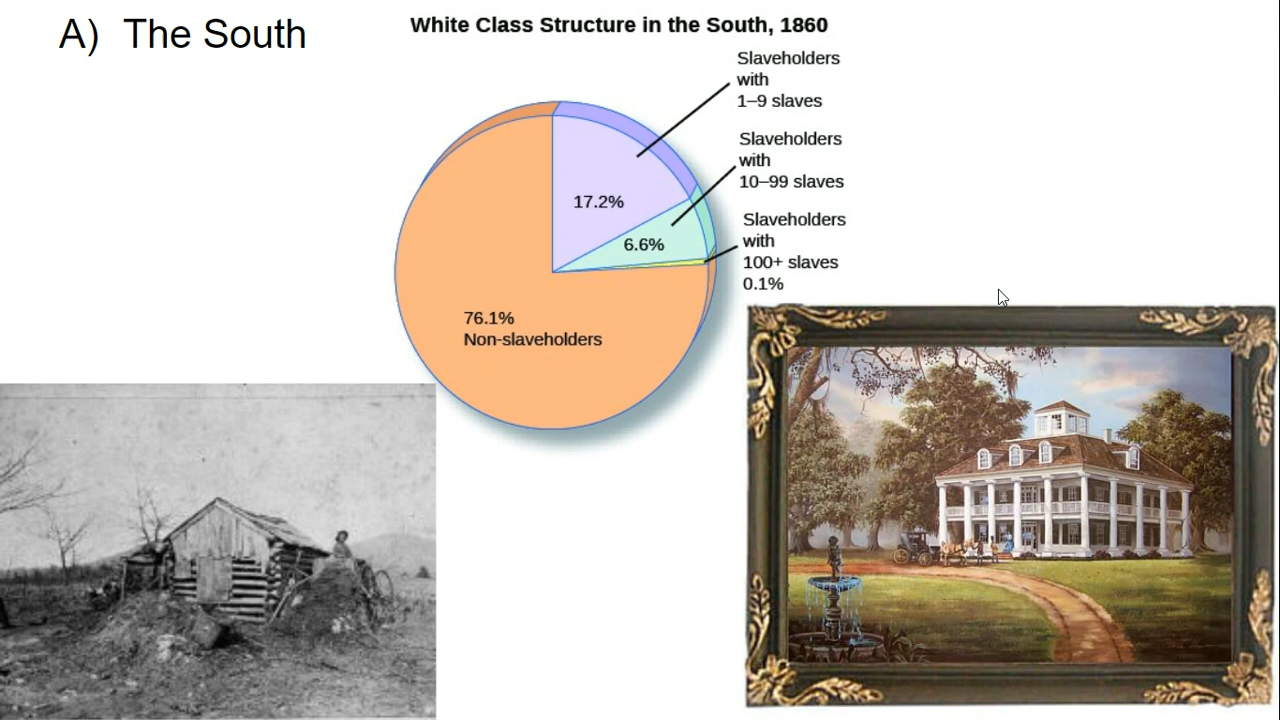 A) The South
White Class Structure in the South, 1860
Slaveholders
with
1–9 slaves
Slaveholders
with
10–99 slaves
Slaveholders
with
100+ slaves
0.1%
17.2%
6.6%
76.1%
Non-slaveholders